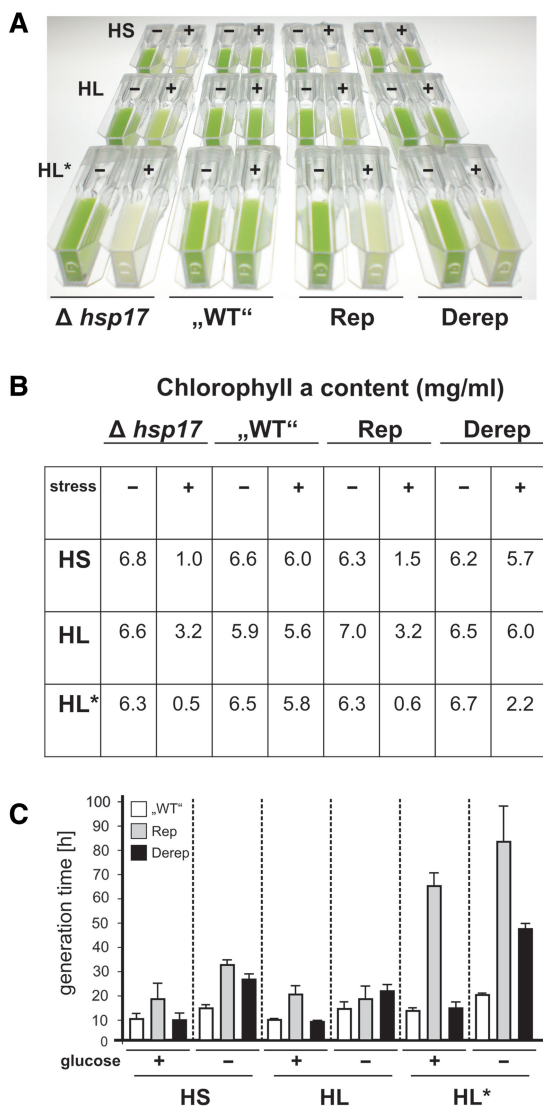 A
HS
– + – + – + – +
HL
– + – + – + – +
HL*
– + – + – + – +
Δ hsp17 „WT“ Rep Derep
B
Chlorophyll a content (mg/ml)
Δ hsp17 „WT“ Rep Derep
stress – + – + – + – +
HS 6.8 1.0 6.6 6.0 6.3 1.5 6.2 5.7
HL 6.6 3.2 5.9 5.6 7.0 3.2 6.5 6.0
HL* 6.3 0.5 6.5 5.8 6.3 0.6 6.7 2.2
C
generation time [h]
100
90
80
70
60
50
40
30
20
10
0
„WT“
Rep
Derep
glucose + – + – + –
HS HL HL*